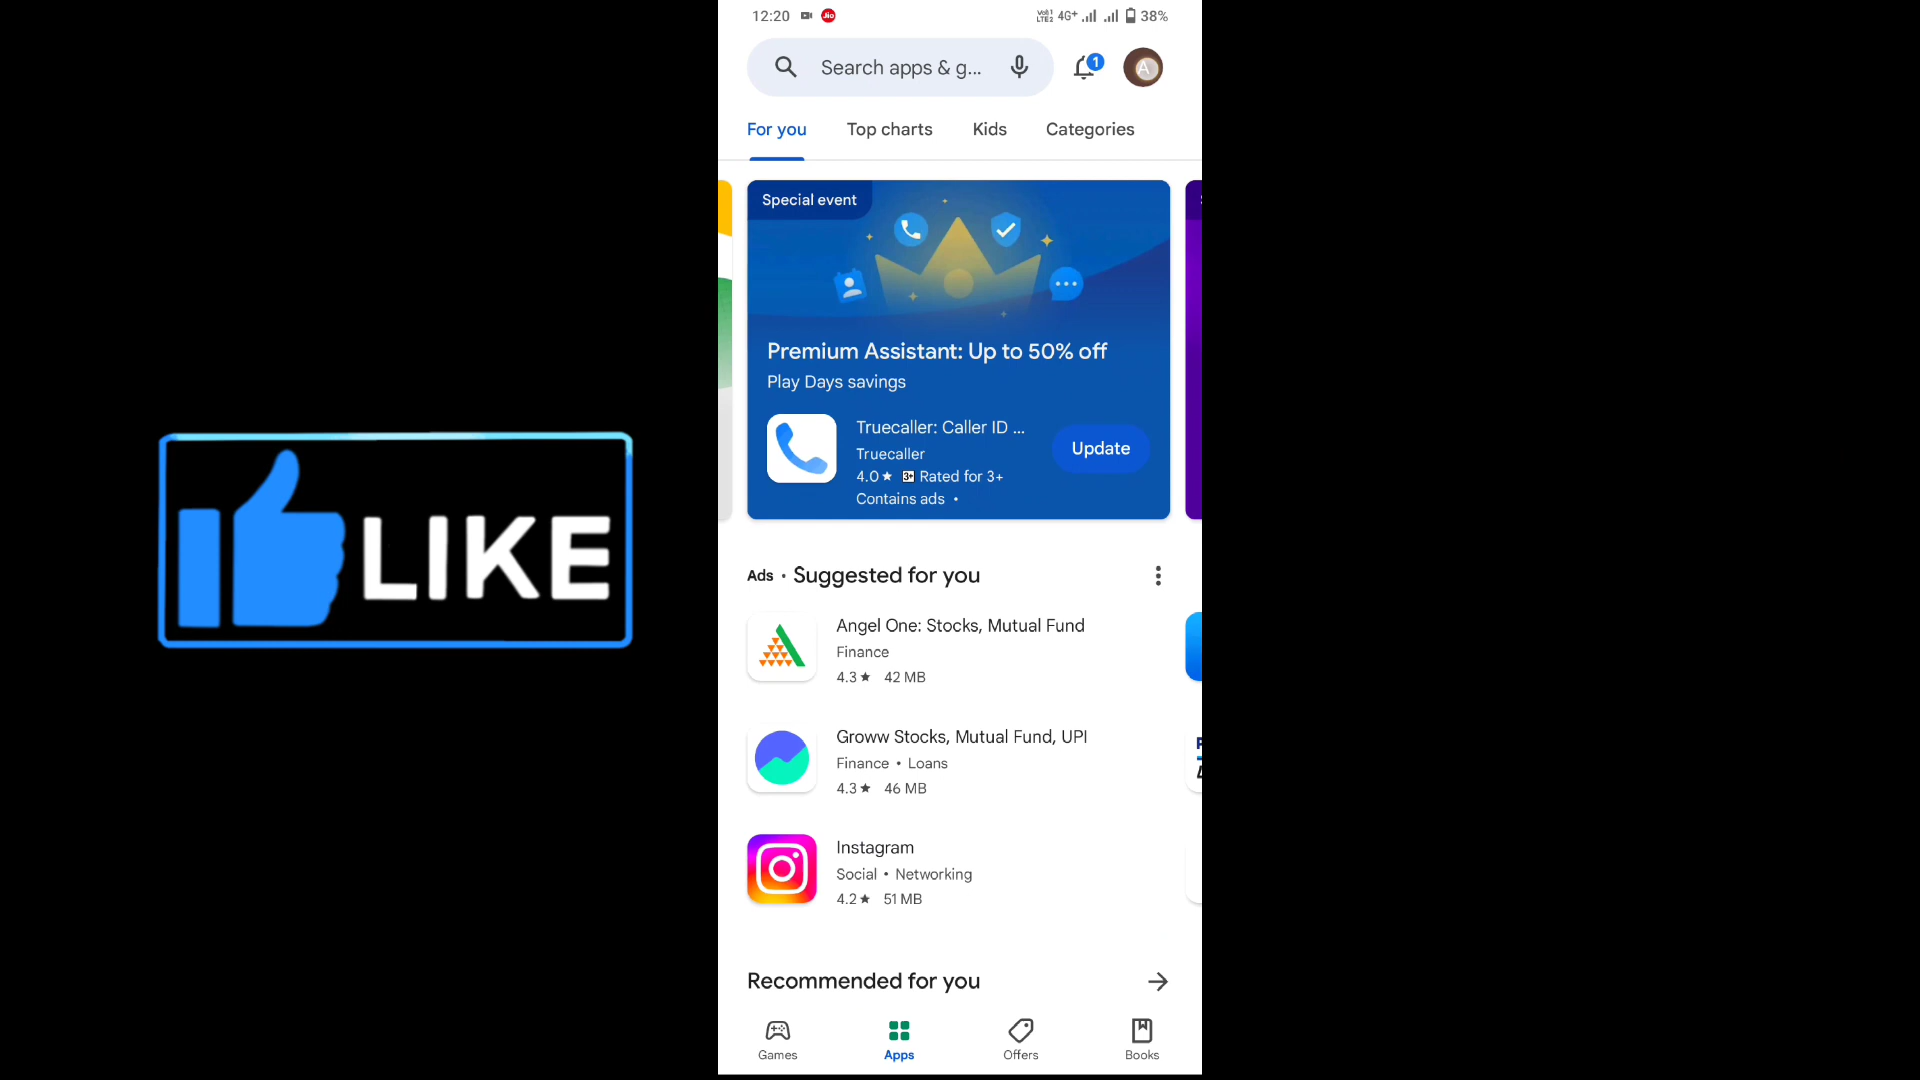 12:20
Jio
4G+
38%
Search apps & g...
1
A
For you
Top charts
Kids
Categories
Special event
Premium Assistant: Up to 50% off
Play Days savings
Truecaller: Caller ID ...
Truecaller
4.0★ 3+ Rated for 3+
Contains ads •
Update
LIKE
Ads • Suggested for you
Angel One: Stocks, Mutual Fund
Finance
4.3★ 42 MB
Groww Stocks, Mutual Fund, UPI
Finance • Loans
4.3★ 46 MB
Instagram
Social • Networking
4.2★ 51 MB
Recommended for you
Games
Apps
Offers
Books